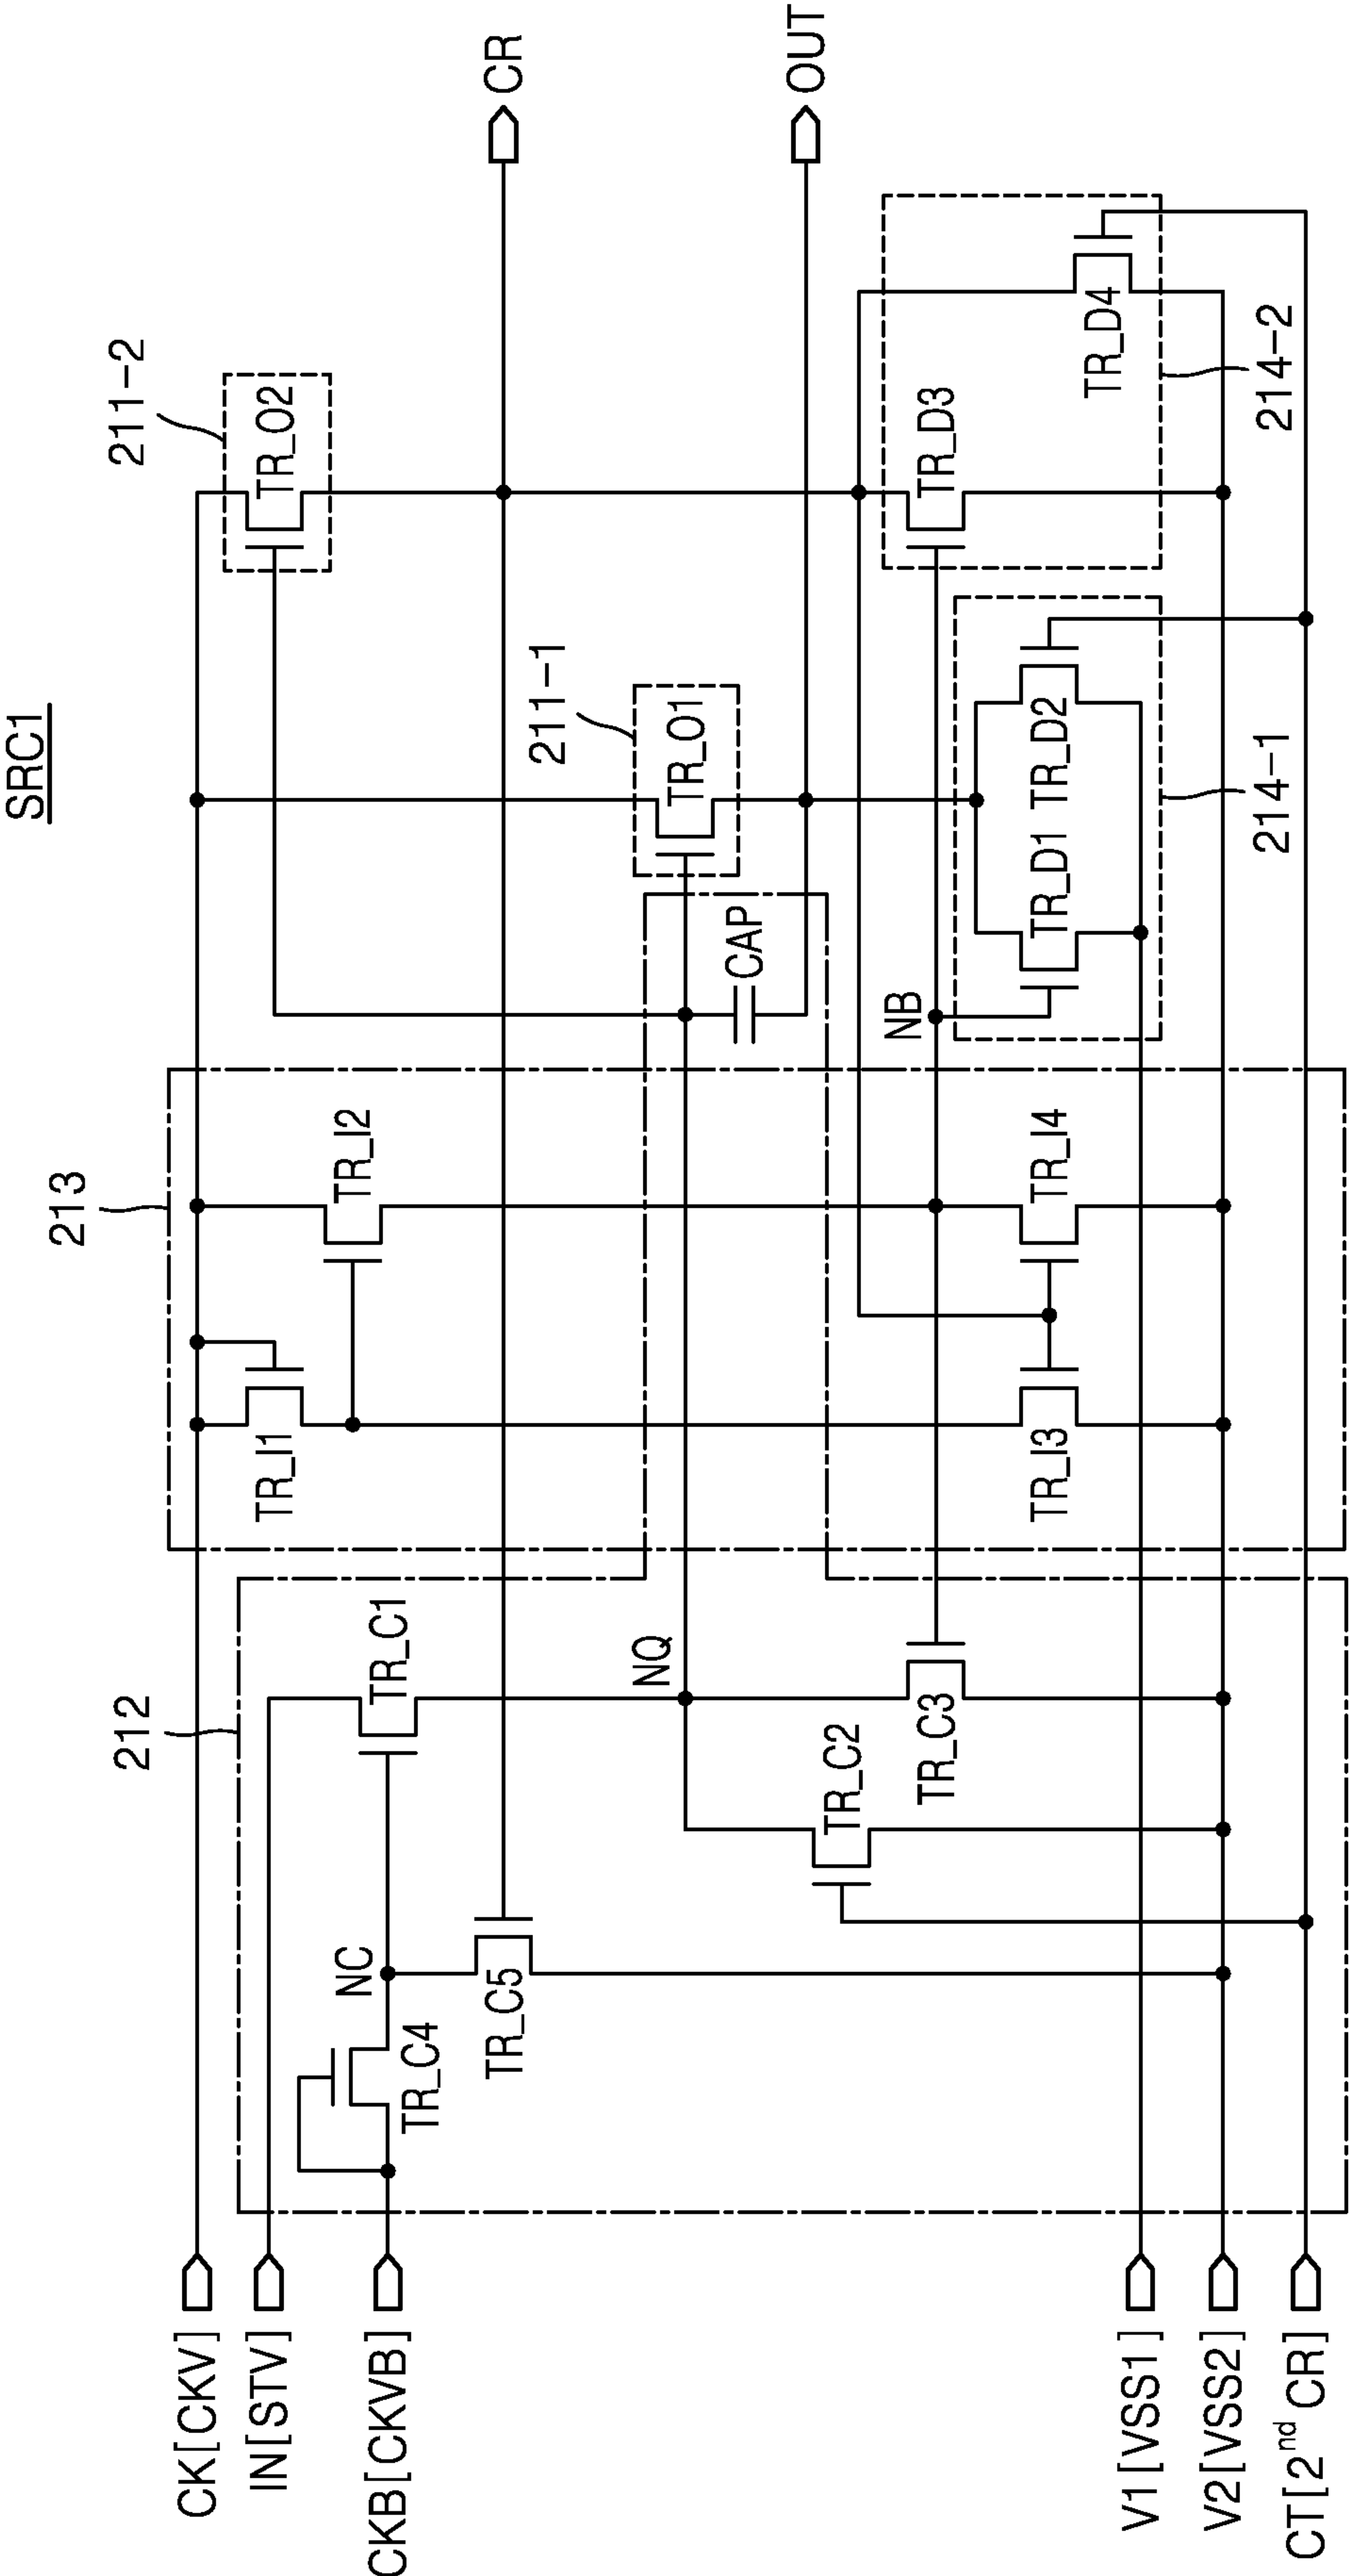 SRC1
211-2
TR_O2
CR
211-1
TR_O1
OUT
213
TR_I1
TR_I2
CAP
212
TR_C1
NQ
NB
TR_D1
TR_D2
TR_D3
TR_D4
TR_I3
TR_I4
NC
TR_C4
TR_C5
TR_C2
TR_C3
214-1
214-2
CK[CKV]
IN[STV]
CKB[CKVB]
V1[VSS1]
V2[VSS2]
CT[2nd CR]